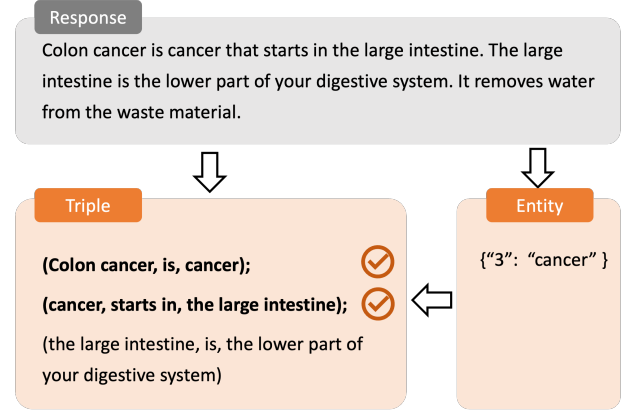 Response
Colon cancer is cancer that starts in the large intestine. The large
intestine is the lower part of your digestive system. It removes water
from the waste material.
Triple
(Colon cancer, is, cancer);
(cancer, starts in, the large intestine);
(the large intestine, is, the lower part of
your digestive system)
Entity
{“3”: “cancer” }